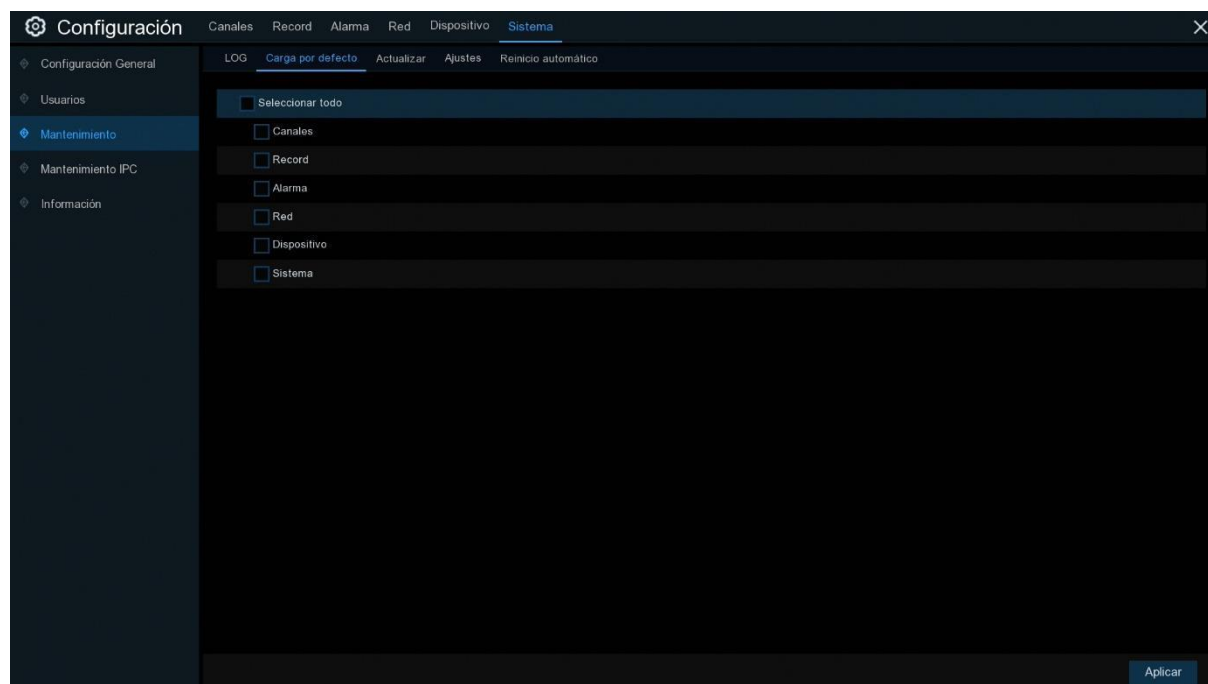 Configuración Canales Record Alarma Red Dispositivo Sistema
LOG Carga por defecto Actualizar Ajustes Reinicio automático
Configuración General
Usuarios
Mantenimiento
Mantenimiento IPC
Información
Seleccionar todo
Canales
Record
Alarma
Red
Dispositivo
Sistema
Aplicar